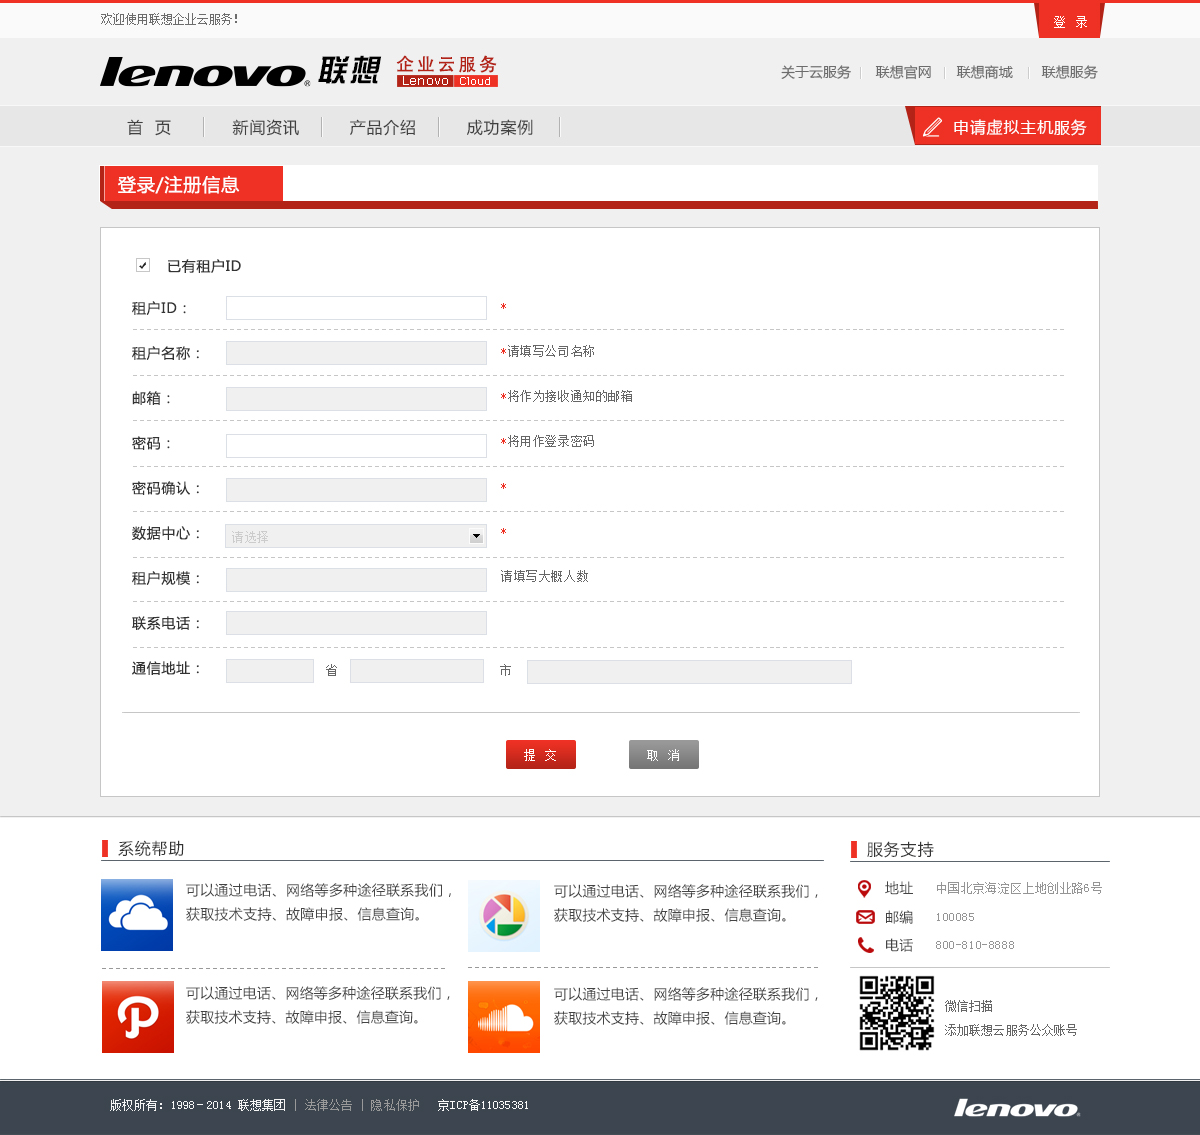 欢迎使用联想企业云服务!
登 录
lenovo 联想 企业云服务
Lenovo Cloud
关于云服务 联想官网 联想商城 联想服务
首 页 新闻资讯 产品介绍 成功案例 申请虚拟主机服务
登录/注册信息
已有租户ID
租户ID： *
租户名称： *请填写公司名称
邮箱： *将作为接收通知的邮箱
密码： *将用作登录密码
密码确认： *
数据中心： 请选择 *
租户规模： 请填写大概人数
联系电话：
通信地址： 省 市
提 交 取 消
系统帮助
可以通过电话、网络等多种途径联系我们，
获取技术支持、故障申报、信息查询。
可以通过电话、网络等多种途径联系我们，
获取技术支持、故障申报、信息查询。
可以通过电话、网络等多种途径联系我们，
获取技术支持、故障申报、信息查询。
可以通过电话、网络等多种途径联系我们，
获取技术支持、故障申报、信息查询。
服务支持
地址 中国北京海淀区上地创业路6号
邮编 100085
电话 800-810-8888
微信扫描
添加联想云服务公众账号
版权所有：1998-2014 联想集团 | 法律公告 | 隐私保护 京ICP备11035381
lenovo